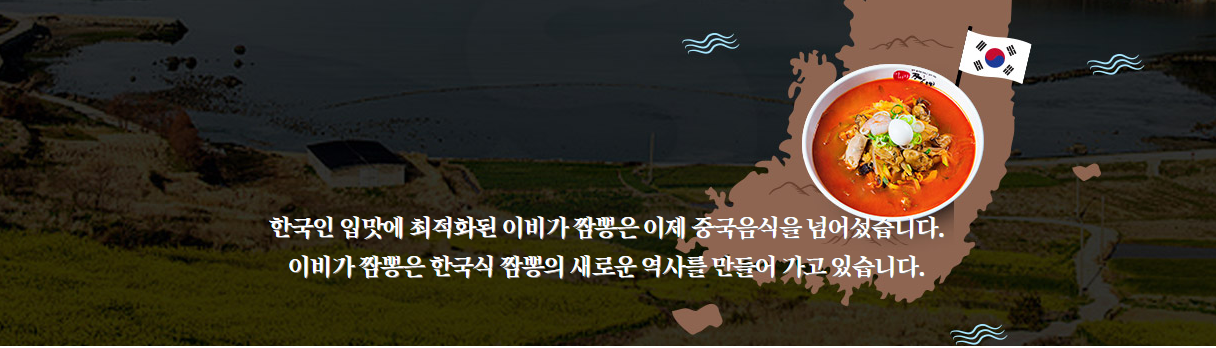 한국인 입맛에 최적화된 이비가 짬뽕은 이제 중국음식을 넘어섰습니다.
이비가 짬뽕은 한국식 짬뽕의 새로운 역사를 만들어 가고 있습니다.